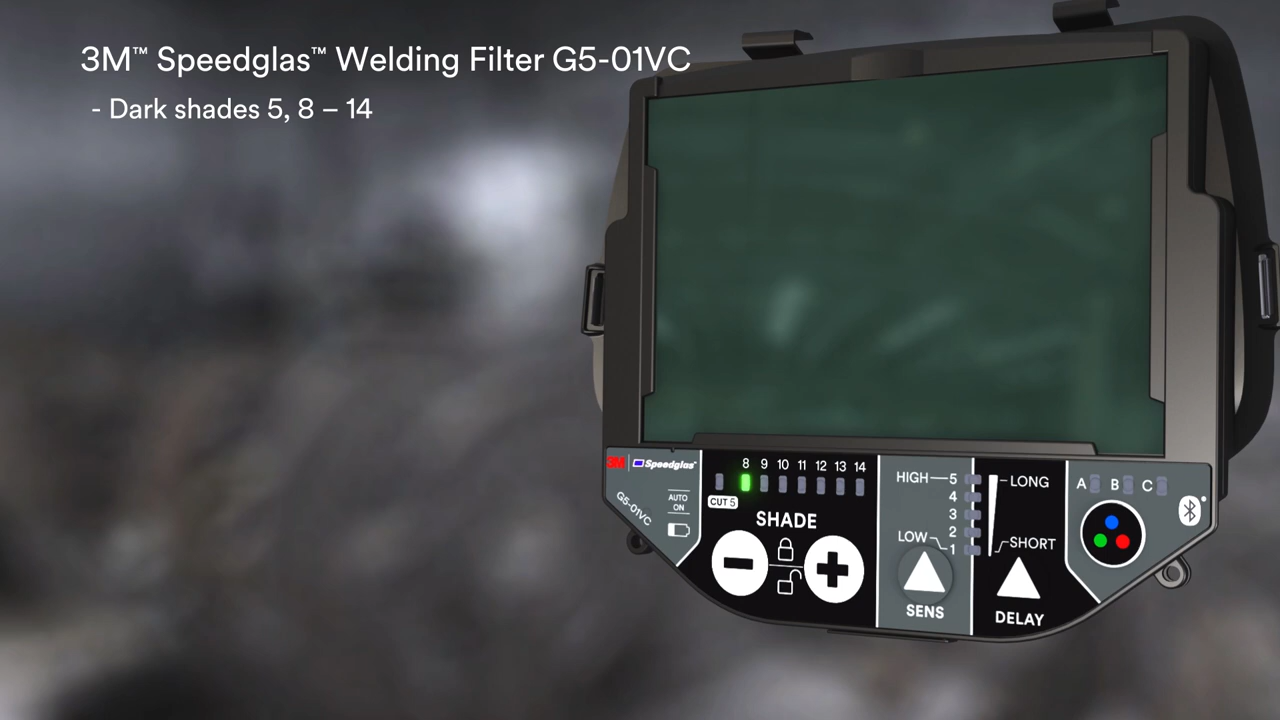 3M™ Speedglas™ Welding Filter G5-01VC
- Dark shades 5, 8 – 14
3M Speedglas™
G5-01VC
AUTO
ON
8 9 10 11 12 13 14
CUT 5
SHADE
HIGH 5
4
3
2
LOW 1
SENS
LONG
SHORT
DELAY
A B C